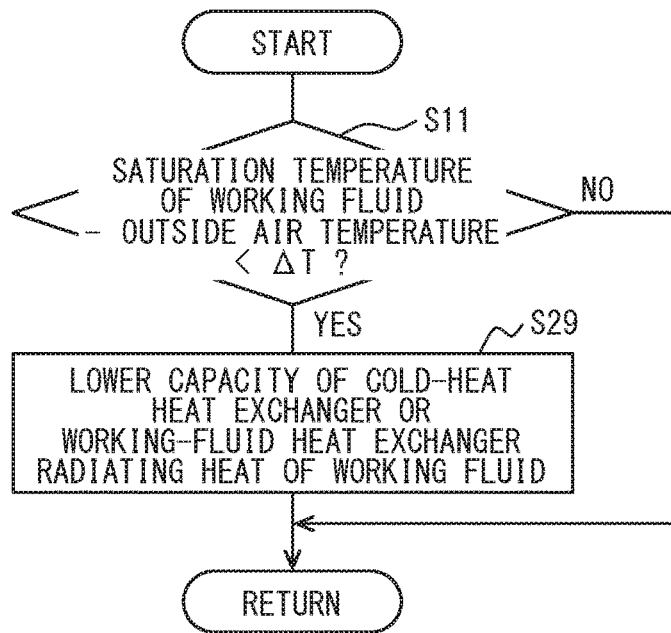 START
S11
SATURATION TEMPERATURE
OF WORKING FLUID
- OUTSIDE AIR TEMPERATURE
< ΔT ?
NO
YES
S29
LOWER CAPACITY OF COLD-HEAT
HEAT EXCHANGER OR
WORKING-FLUID HEAT EXCHANGER
RADIATING HEAT OF WORKING FLUID
RETURN